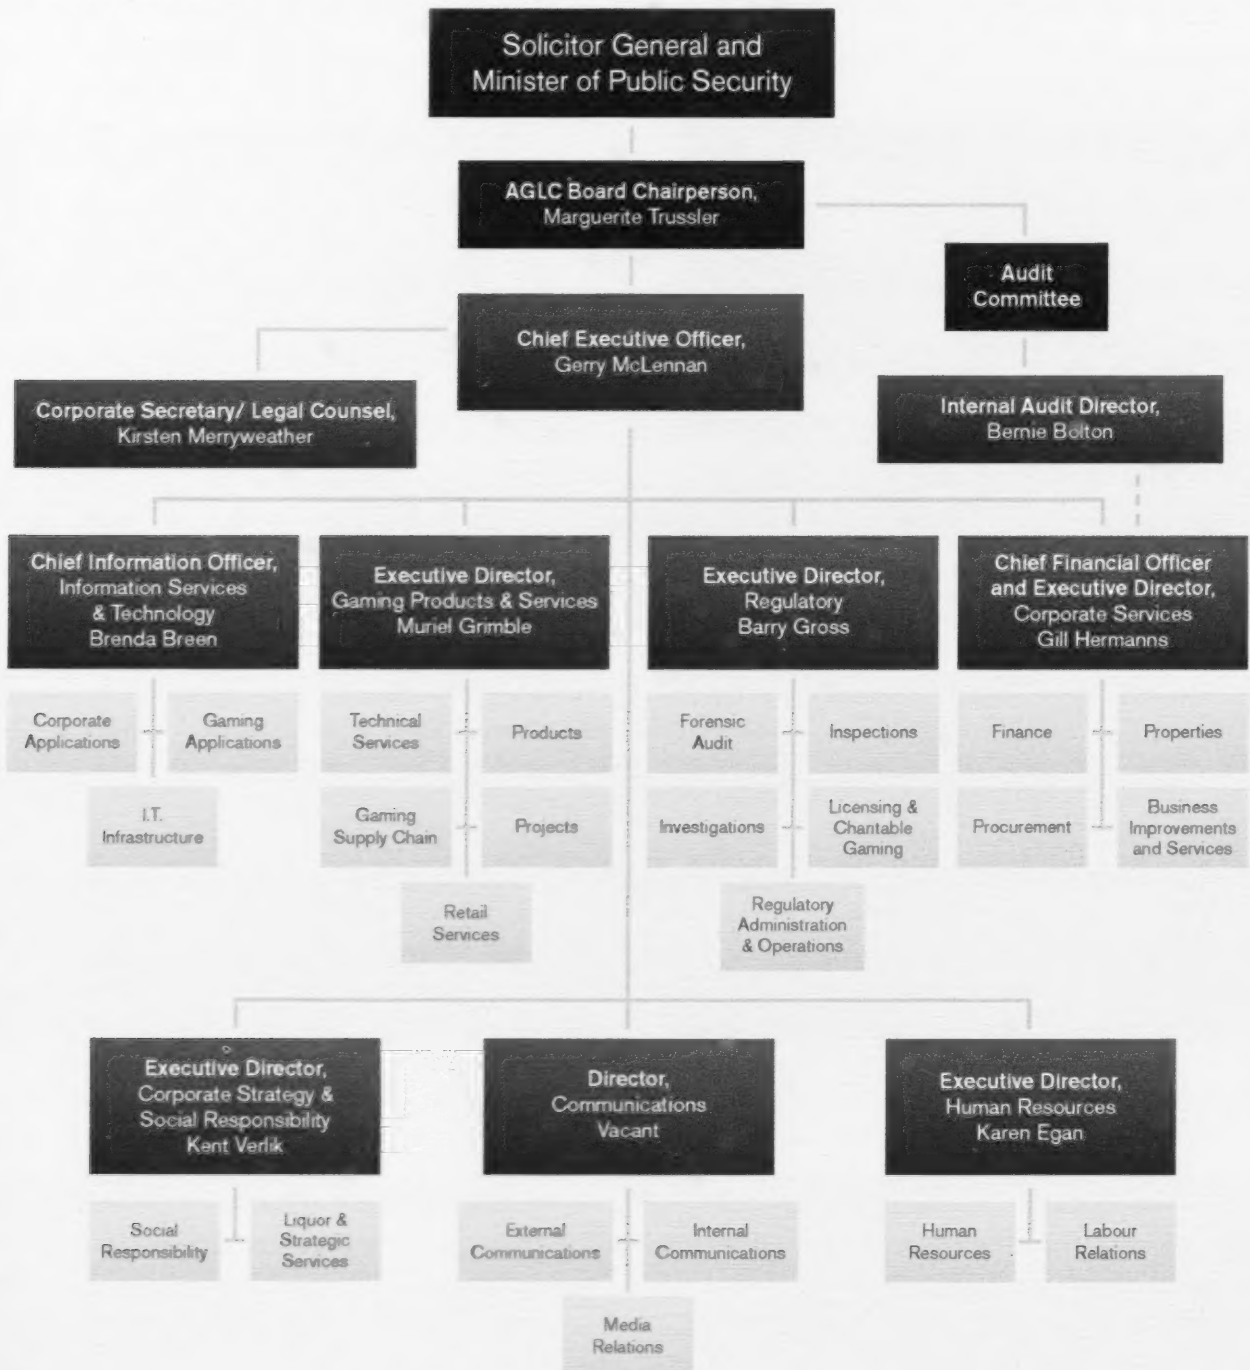 Solicitor General and
Minister of Public Security
AGLC Board Chairperson,
Marguerite Trussler
Audit
Committee
Chief Executive Officer,
Gerry McLennan
Corporate Secretary/ Legal Counsel,
Kirsten Merryweather
Internal Audit Director,
Bernie Bolton
Chief Information Officer,
Information Services
& Technology
Brenda Breen
Executive Director,
Gaming Products & Services
Muriel Grimble
Executive Director,
Regulatory
Barry Gross
Chief Financial Officer
and Executive Director,
Corporate Services
Gill Hermanns
Corporate
Applications
Gaming
Applications
I.T.
Infrastructure
Technical
Services
Products
Gaming
Supply Chain
Projects
Retail
Services
Forensic
Audit
Inspections
Investigations
Licensing &
Charitable
Gaming
Regulatory
Administration
& Operations
Finance
Properties
Procurement
Business
Improvements
and Services
Executive Director,
Corporate Strategy &
Social Responsibility
Kent Verlik
Director,
Communications
Vacant
Executive Director,
Human Resources
Karen Egan
Social
Responsibility
Liquor &
Strategic
Services
External
Communications
Internal
Communications
Media
Relations
Human
Resources
Labour
Relations